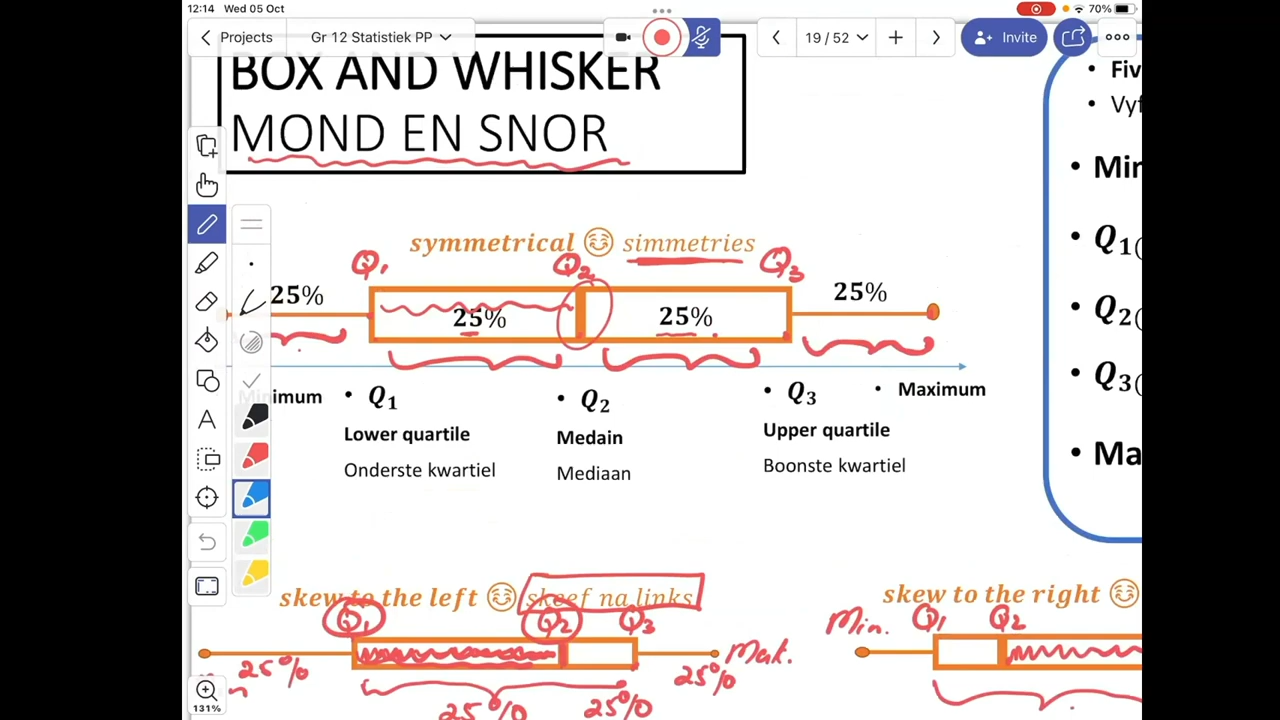 12:14 Wed 05 Oct
70%
Projects
Gr 12 Statistiek PP
19 / 52
Invite
BOX AND WHISKER
MOND EN SNOR
Fiv
Vyf
Min
Q1(
Q2(
Q3(
Ma
symmetrical simmetries
Q1 Q2 Q3
25% 25% 25% 25%
Minimum
Q1
Lower quartile
Onderste kwartiel
Q2
Medain
Mediaan
Q3
Upper quartile
Boonste kwartiel
Maximum
skew to the left skeef na links
Q1 Q2 Q3
Mak.
25% 25% 25% 25%
skew to the right
Min. Q1 Q2
A
131%